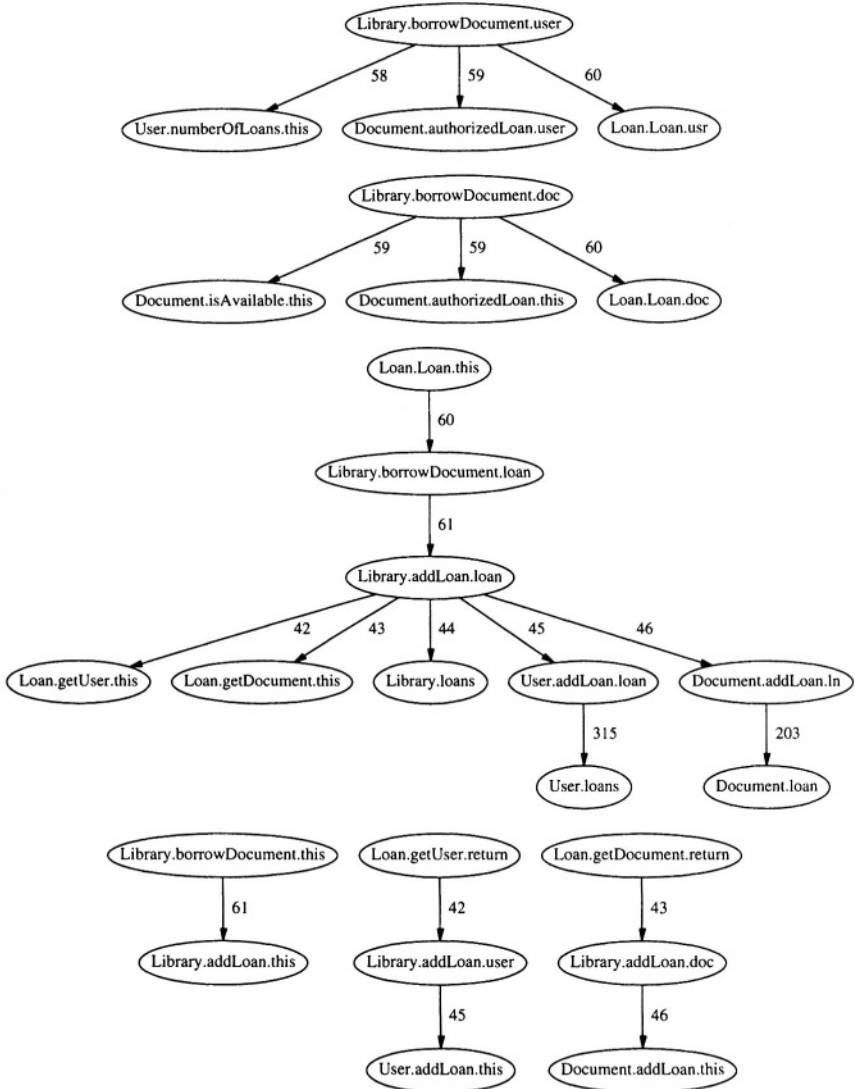 Library.borrowDocument.user
58 59 60
User.numberOfLoans.this Document.authorizedLoan.user Loan.Loan.usr
Library.borrowDocument.doc
59 59 60
Document.isAvailable.this Document.authorizedLoan.this Loan.Loan.doc
Loan.Loan.this
60
Library.borrowDocument.loan
61
Library.addLoan.loan
42 43 44 45 46
Loan.getUser.this Loan.getDocument.this Library.loans User.addLoan.loan Document.addLoan.ln
315 203
User.loans Document.loan
Library.borrowDocument.this Loan.getUser.return Loan.getDocument.return
61 42 43
Library.addLoan.this Library.addLoan.user Library.addLoan.doc
45 46
User.addLoan.this Document.addLoan.this